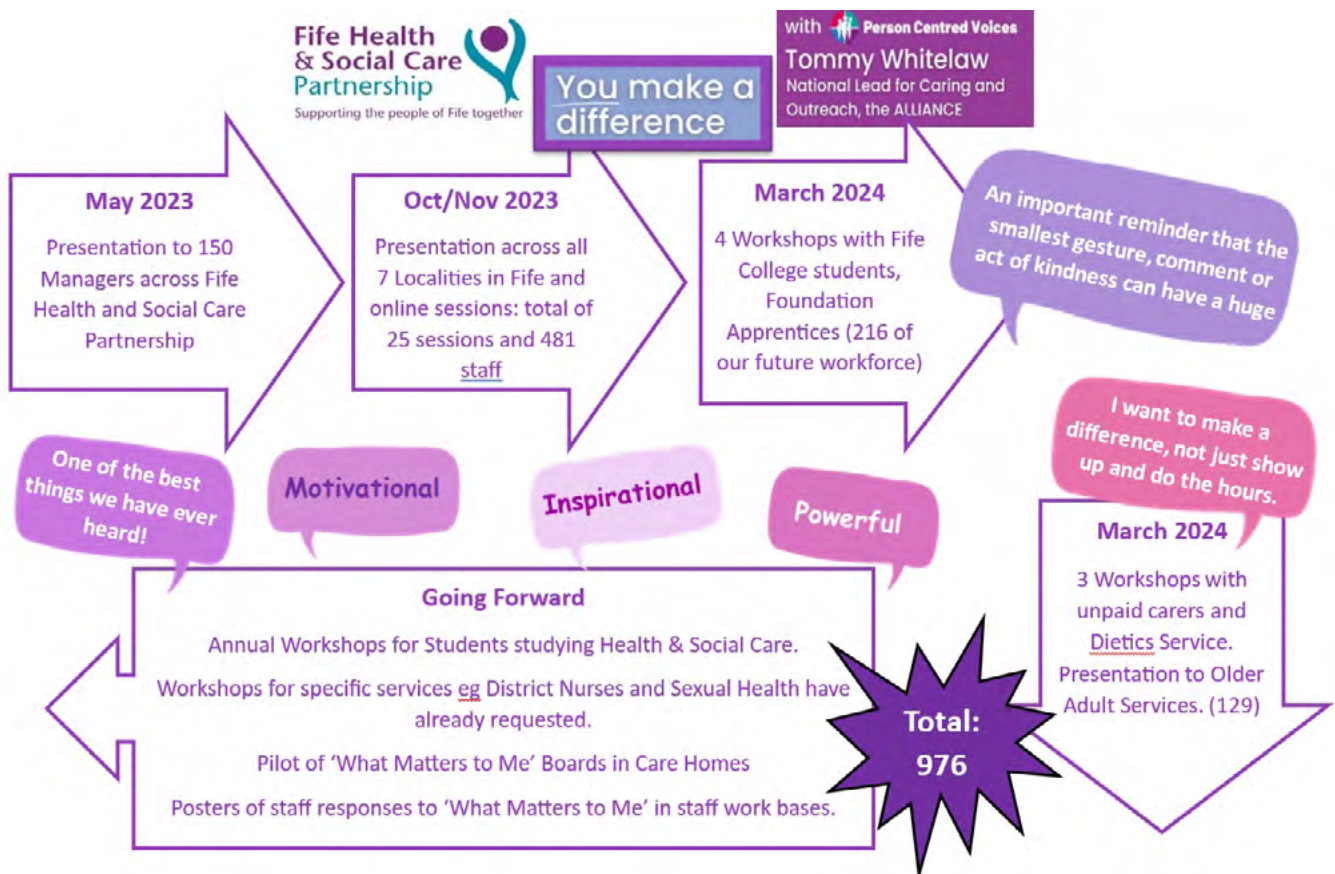 Fife Health
& Social Care
Partnership
Supporting the people of Fife together
You make a
difference
with Person Centred Voices
Tommy Whitelaw
National Lead for Caring and
Outreach, the ALLIANCE
May 2023
Presentation to 150
Managers across Fife
Health and Social Care
Partnership
Oct/Nov 2023
Presentation across all
7 Localities in Fife and
online sessions: total of
25 sessions and 481
staff
March 2024
4 Workshops with Fife
College students,
Foundation
Apprentices (216 of
our future workforce)
An important reminder that the
smallest gesture, comment or
act of kindness can have a huge
One of the best
things we have ever
heard!
Motivational
Inspirational
Powerful
I want to make a
difference, not just show
up and do the hours.
March 2024
3 Workshops with
unpaid carers and
Dietics Service.
Presentation to Older
Adult Services. (129)
Going Forward
Annual Workshops for Students studying Health & Social Care.
Workshops for specific services eg District Nurses and Sexual Health have
already requested.
Pilot of ‘What Matters to Me’ Boards in Care Homes
Posters of staff responses to ‘What Matters to Me’ in staff work bases.
Total:
976